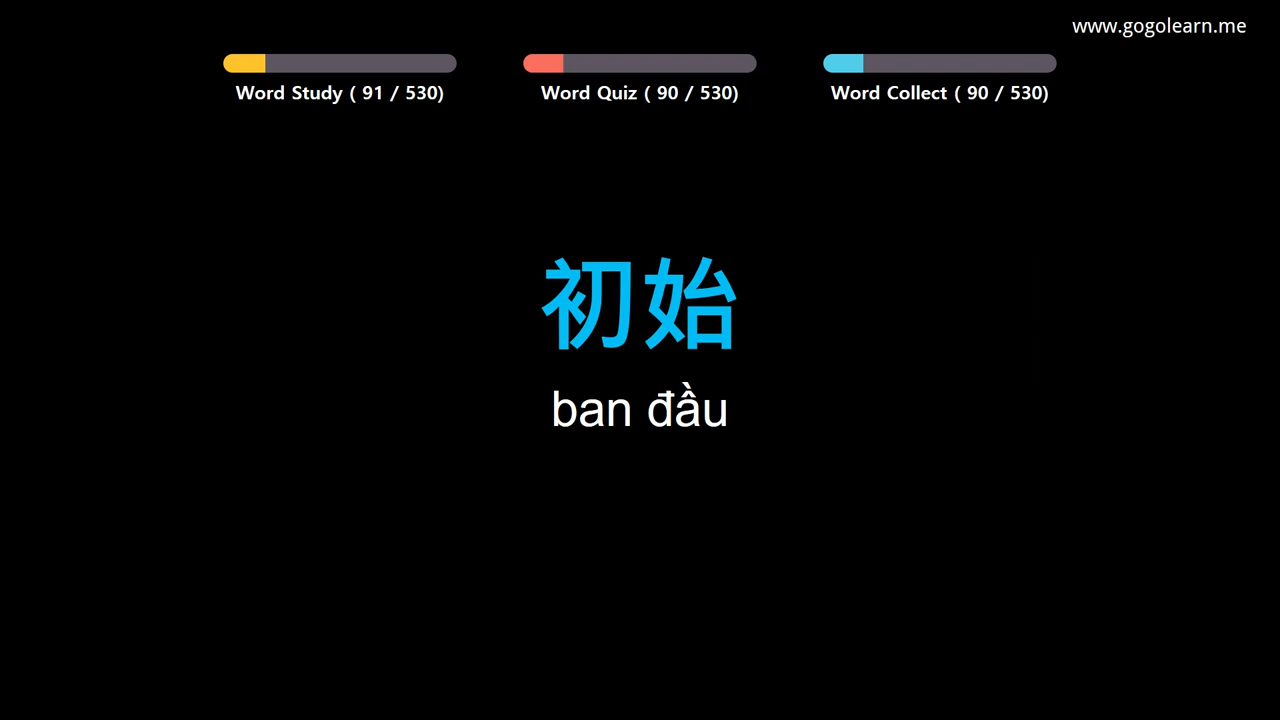 www.gogolearn.me
Word Study ( 91 / 530)
Word Quiz ( 90 / 530)
Word Collect ( 90 / 530)
初始
ban đầu